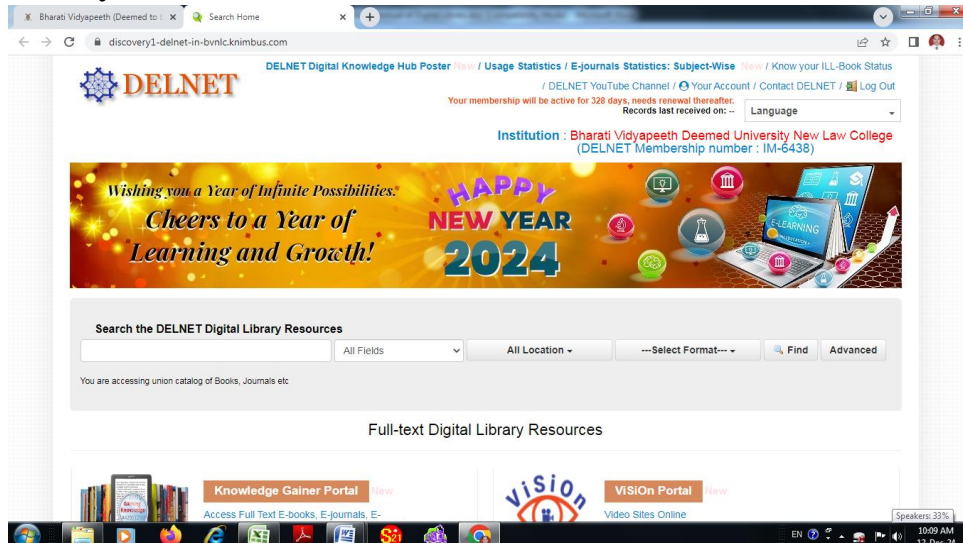 Bharati Vidyapeeth (Deemed to
Search Home
discovery1-delnet-in-bvnlc.knimbus.com
DELNET
DELNET Digital Knowledge Hub Poster New / Usage Statistics / E-journals Statistics: Subject-Wise New / Know your ILL-Book Status
/ DELNET YouTube Channel / Your Account / Contact DELNET / Log Out
Your membership will be active for 328 days, needs renewal thereafter.
Records last received on: --
Language
Institution : Bharati Vidyapeeth Deemed University New Law College
(DELNET Membership number : IM-6438)
Wishing you a Year of Infinite Possibilities.
Cheers to a Year of
Learning and Growth!
HAPPY
NEW YEAR
2024
E-LEARNING
Search the DELNET Digital Library Resources
All Fields
All Location
---Select Format---
Find
Advanced
You are accessing union catalog of Books, Journals etc
Full-text Digital Library Resources
Gaining
Knowledge
Knowledge Gainer Portal New
Access Full Text E-books, E-journals, E-
ViSiOn
ViSiOn Portal New
Video Sites Online
Speakers: 33%
EN
10:09 AM
12-Dec-24